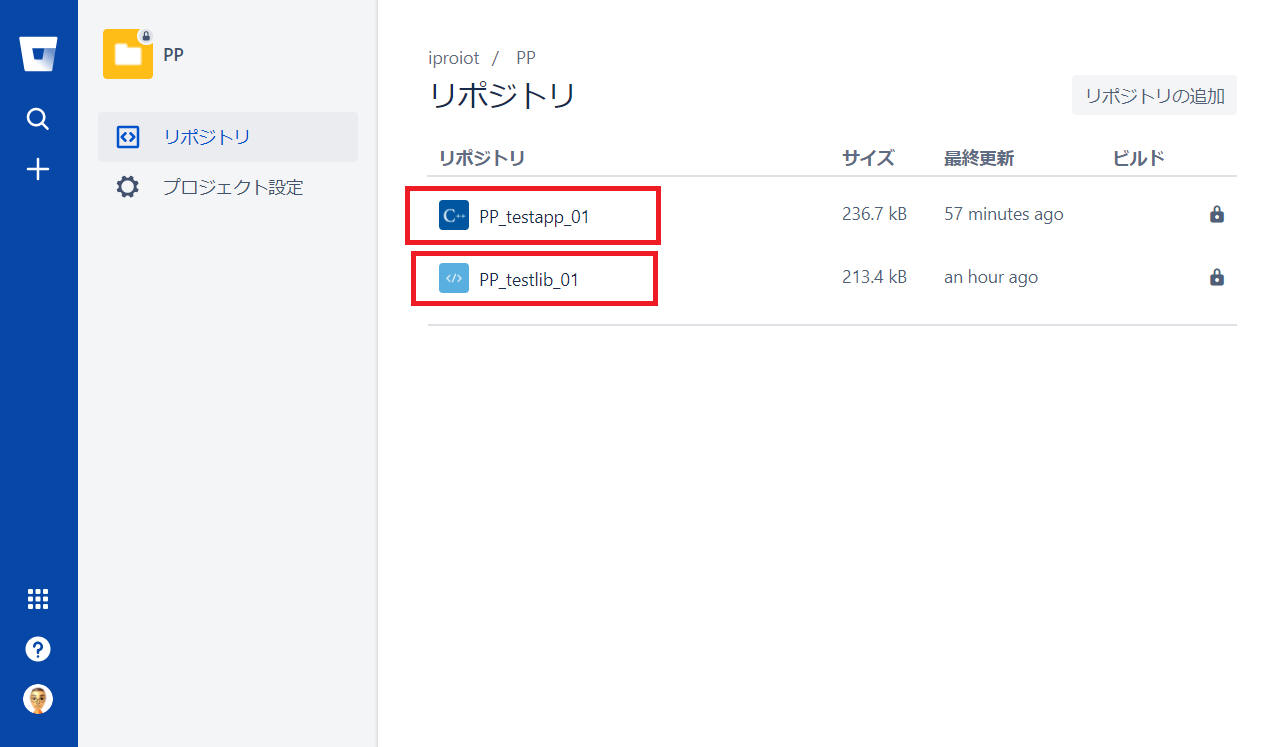 PP
リポジトリ
プロジェクト設定
iproiot / PP
リポジトリ
リポジトリの追加
リポジトリ サイズ 最終更新 ビルド
C++ PP_testapp_01 236.7 kB 57 minutes ago
</> PP_testlib_01 213.4 kB an hour ago
?